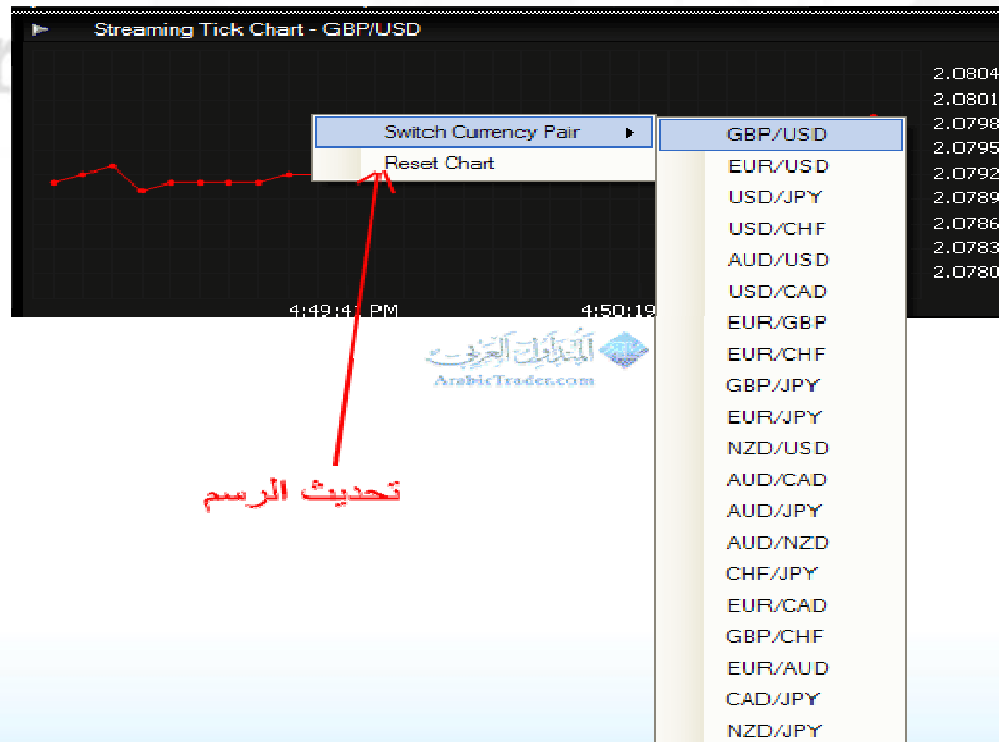 Streaming Tick Chart - GBP/USD
2.0804
2.0801
2.0798
2.0795
2.0792
2.0789
2.0786
2.0783
2.0780
Switch Currency Pair
Reset Chart
GBP/USD
EUR/USD
USD/JPY
USD/CHF
AUD/USD
USD/CAD
EUR/GBP
EUR/CHF
GBP/JPY
EUR/JPY
NZD/USD
AUD/CAD
AUD/JPY
AUD/NZD
CHF/JPY
EUR/CAD
GBP/CHF
EUR/AUD
CAD/JPY
NZD/JPY
4:49:41 PM
4:50:19
المتداول العربي
ArabicTrader.com
تحديث الرسم